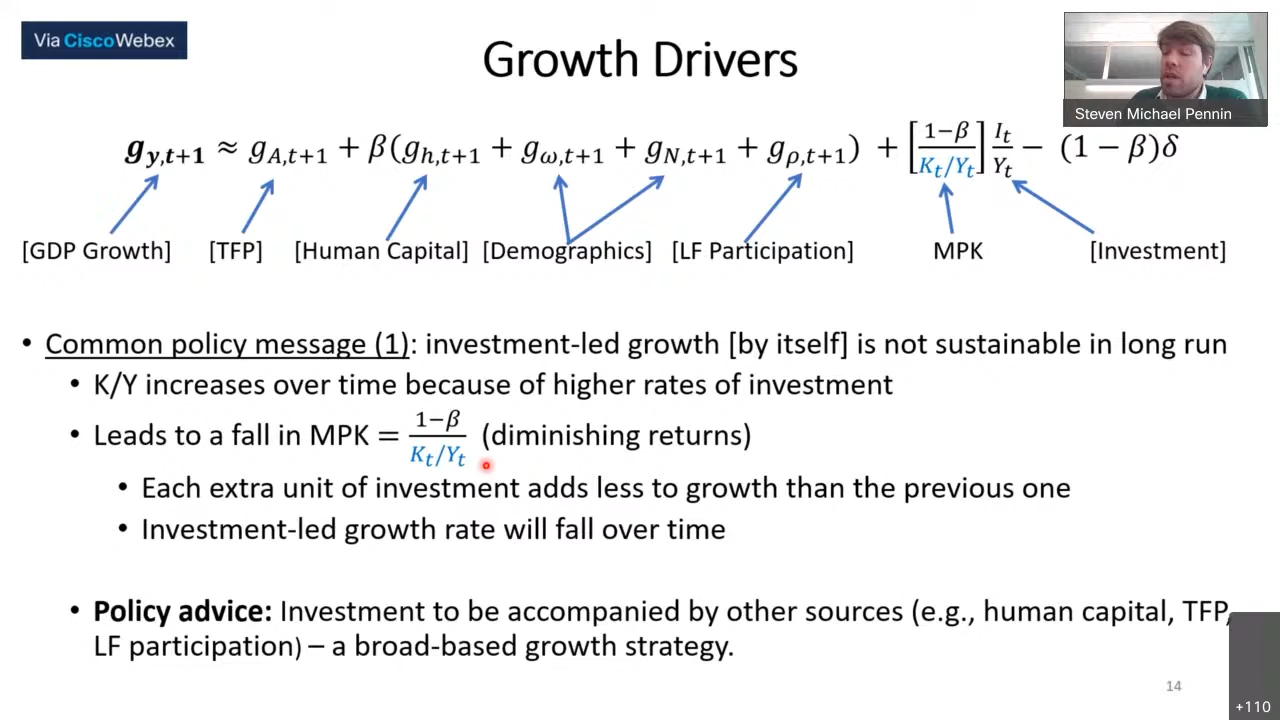 Via CiscoWebex
Growth Drivers
Steven Michael Pennin
g_{y,t+1} ≈ g_{A,t+1} + β(g_{h,t+1} + g_{ω,t+1} + g_{N,t+1} + g_{ρ,t+1}) + [(1−β)/(K_t/Y_t)] I_t/Y_t − (1 − β)δ
[GDP Growth] [TFP] [Human Capital] [Demographics] [LF Participation] MPK [Investment]
• Common policy message (1): investment-led growth [by itself] is not sustainable in long run
• K/Y increases over time because of higher rates of investment
• Leads to a fall in MPK = (1−β)/(K_t/Y_t) (diminishing returns)
• Each extra unit of investment adds less to growth than the previous one
• Investment-led growth rate will fall over time
• Policy advice: Investment to be accompanied by other sources (e.g., human capital, TFP,
LF participation) – a broad-based growth strategy.
14
+110